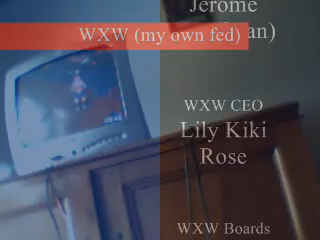 Jerome
WXW (my own fed)
an)
WXW CEO
Lily Kiki
Rose
WXW Boards